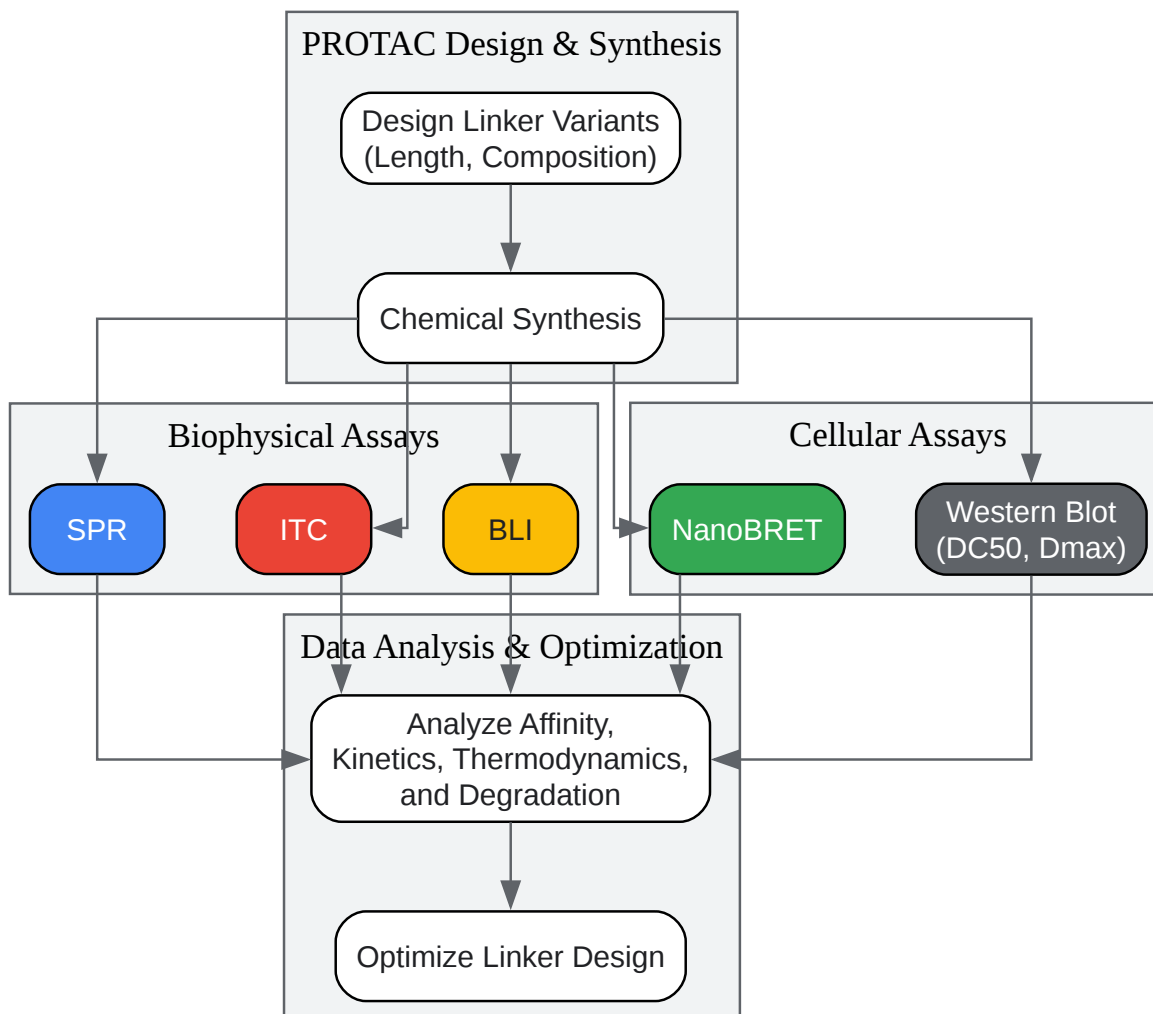 PROTAC Design & Synthesis
Design Linker Variants
(Length, Composition)
Chemical Synthesis
Biophysical Assays
Cellular Assays
SPR
ITC
BLI
NanoBRET
Western Blot
(DC50, Dmax)
Data Analysis & Optimization
Analyze Affinity,
Kinetics, Thermodynamics,
and Degradation
Optimize Linker Design